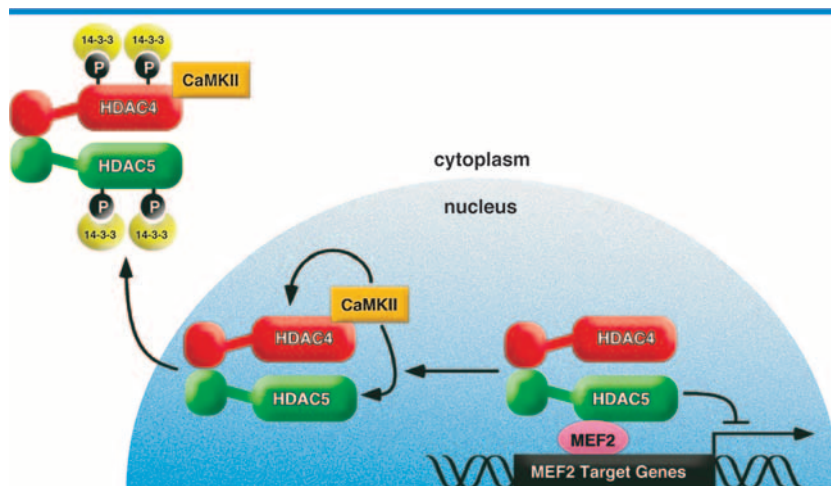 14-3-3 14-3-3
P P
CaMKII
HDAC4
HDAC5
P P
14-3-3 14-3-3
cytoplasm
nucleus
CaMKII
HDAC4
HDAC5
HDAC4
HDAC5
MEF2
MEF2 Target Genes